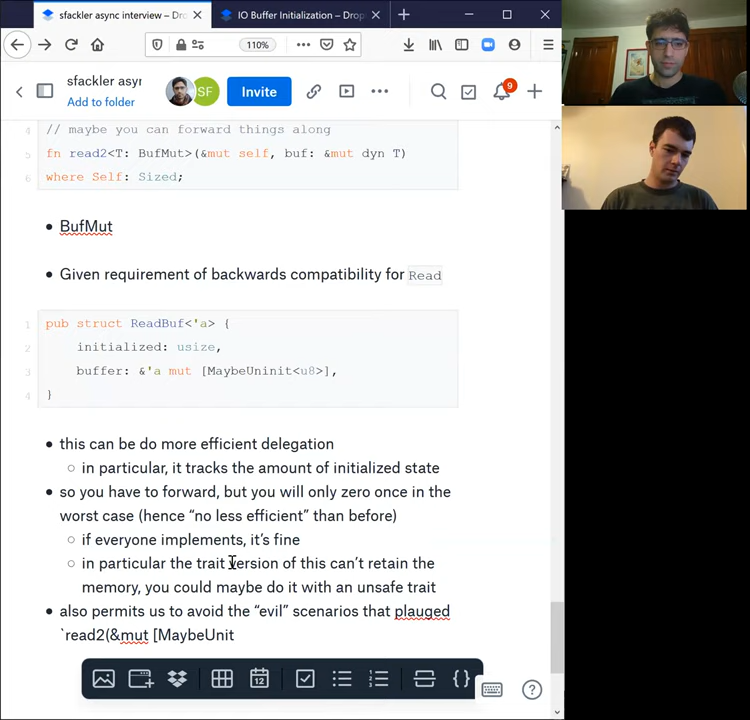 sfackler async interview – Dro
IO Buffer Initialization – Drop
110%
sfackler asyr
Add to folder
SF
Invite
9
4 // maybe you can forward things along
5 fn read2<T: BufMut>(&mut self, buf: &mut dyn T)
6 where Self: Sized;
BufMut
Given requirement of backwards compatibility for Read
1 pub struct ReadBuf<'a> {
2 initialized: usize,
3 buffer: &'a mut [MaybeUninit<u8>],
4 }
this can be do more efficient delegation
in particular, it tracks the amount of initialized state
so you have to forward, but you will only zero once in the
worst case (hence “no less efficient” than before)
if everyone implements, it’s fine
in particular the trait version of this can’t retain the
memory, you could maybe do it with an unsafe trait
also permits us to avoid the “evil” scenarios that plauged
`read2(&mut [MaybeUnit
12